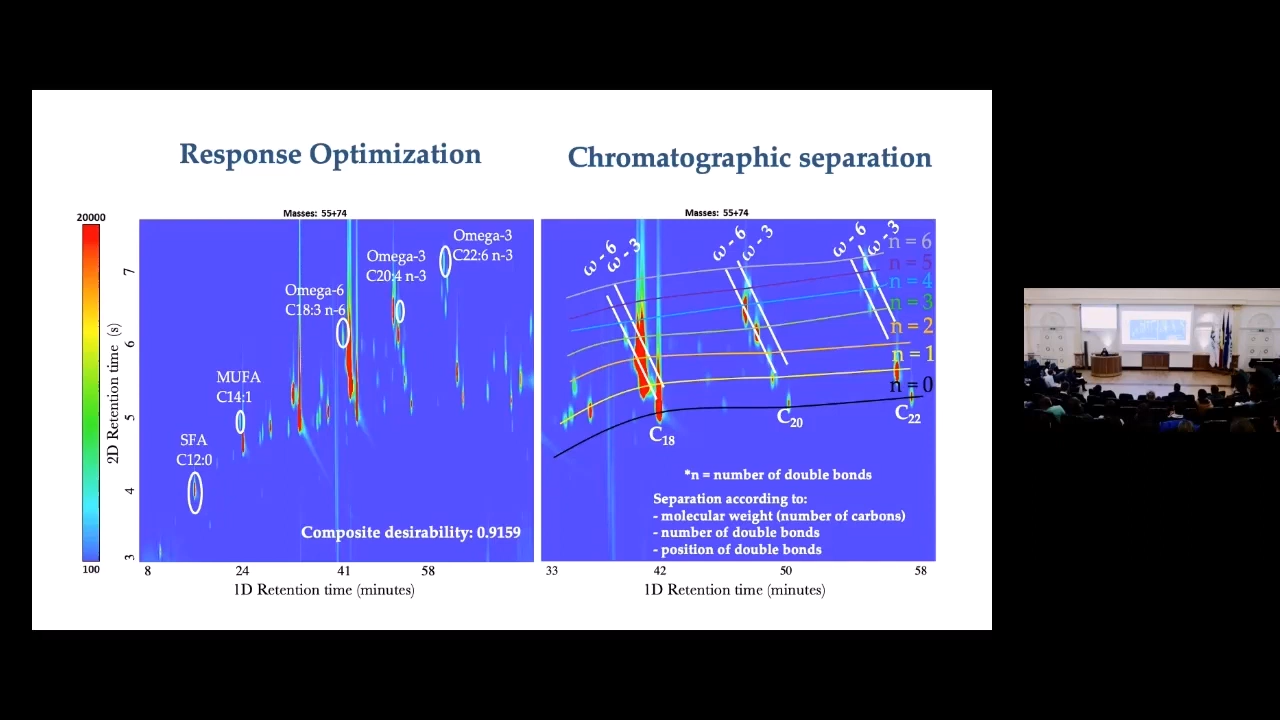 Response Optimization
Masses: 55+74
20000
100
2D Retention time (s)
7
6
5
4
3
SFA
C12:0
MUFA
C14:1
Omega-6
C18:3 n-6
Omega-3
C20:4 n-3
Omega-3
C22:6 n-3
Composite desirability: 0.9159
8 24 41 58
1D Retention time (minutes)
Chromatographic separation
Masses: 55+74
ω - 6
ω - 3
ω - 6
ω - 3
ω - 6
ω - 3
n = 6
n = 5
n = 4
n = 3
n = 2
n = 1
n = 0
C18
C20
C22
*n = number of double bonds
Separation according to:
- molecular weight (number of carbons)
- number of double bonds
- position of double bonds
33 42 50 58
1D Retention time (minutes)